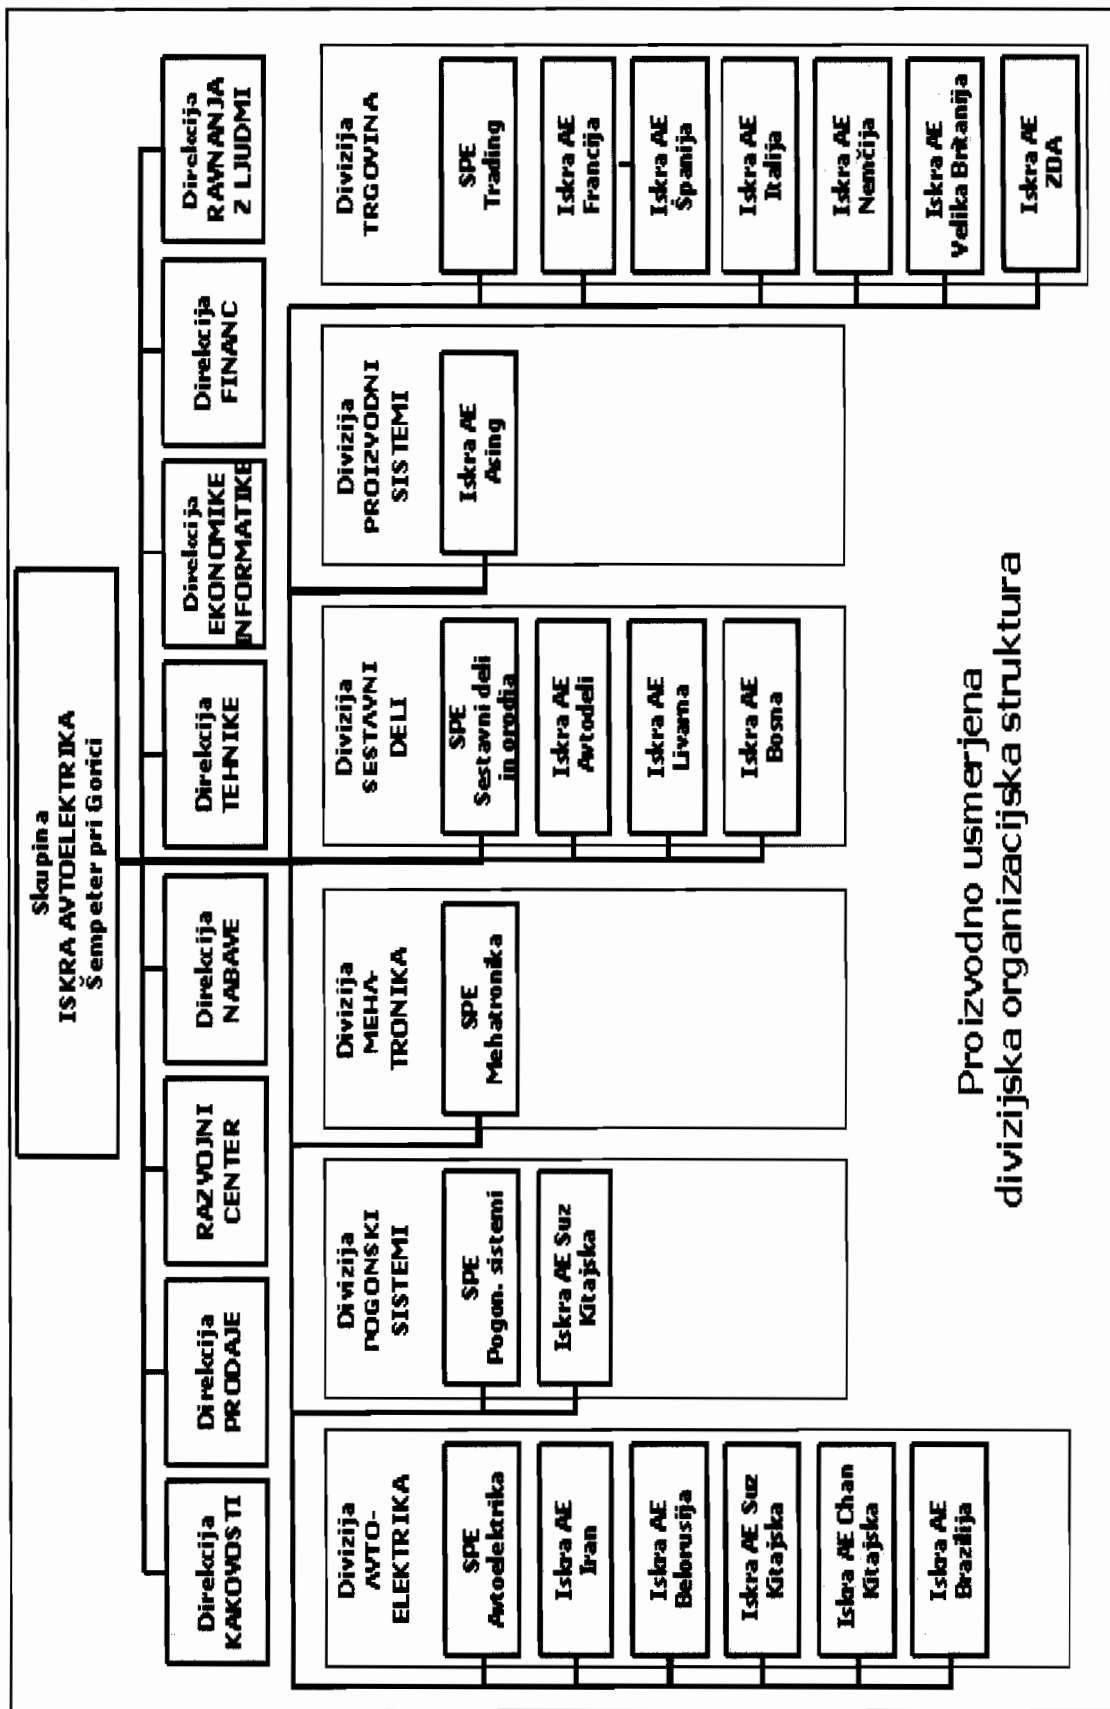 Skupina
ISKRA AVTOELEKTRIKA
Šempeter pri Gorici
Direkcija
KAKOVOSTI
Direkcija
PRODAJE
RAZVOJNI
CENTER
Direkcija
NABAVE
Direkcija
TEHNIKE
Direkcija
EKONOMIKE
INFORMATIKE
Direkcija
FINANC
Direkcija
RAVNANJA
Z LJUDMI
Divizija
AVTO-
ELEKTRIKA
SPE
Avtoelektrika
Iskra AE
Iran
Iskra AE
Belorusija
Iskra AE Suz
Kitajska
Iskra AE Chan
Kitajska
Iskra AE
Brazilija
Divizija
POGONSKI
SISTEMI
SPE
Pogon. sistemi
Iskra AE Suz
Kitajska
Divizija
MEHA-
TRONIKA
SPE
Mehatronika
Divizija
SESTAVNI
DELI
SPE
Sestavni deli
in orodja
Iskra AE
Avtodeli
Iskra AE
Livarna
Iskra AE
Bosna
Divizija
PROIZVODNI
SISTEMI
Iskra AE
Asing
Divizija
TRGOVINA
SPE
Trading
Iskra AE
Francija
Iskra AE
Španija
Iskra AE
Italija
Iskra AE
Nemčija
Iskra AE
Velika Britanija
Iskra AE
ZDA
Proizvodno usmerjena
divizijska organizacijska struktura